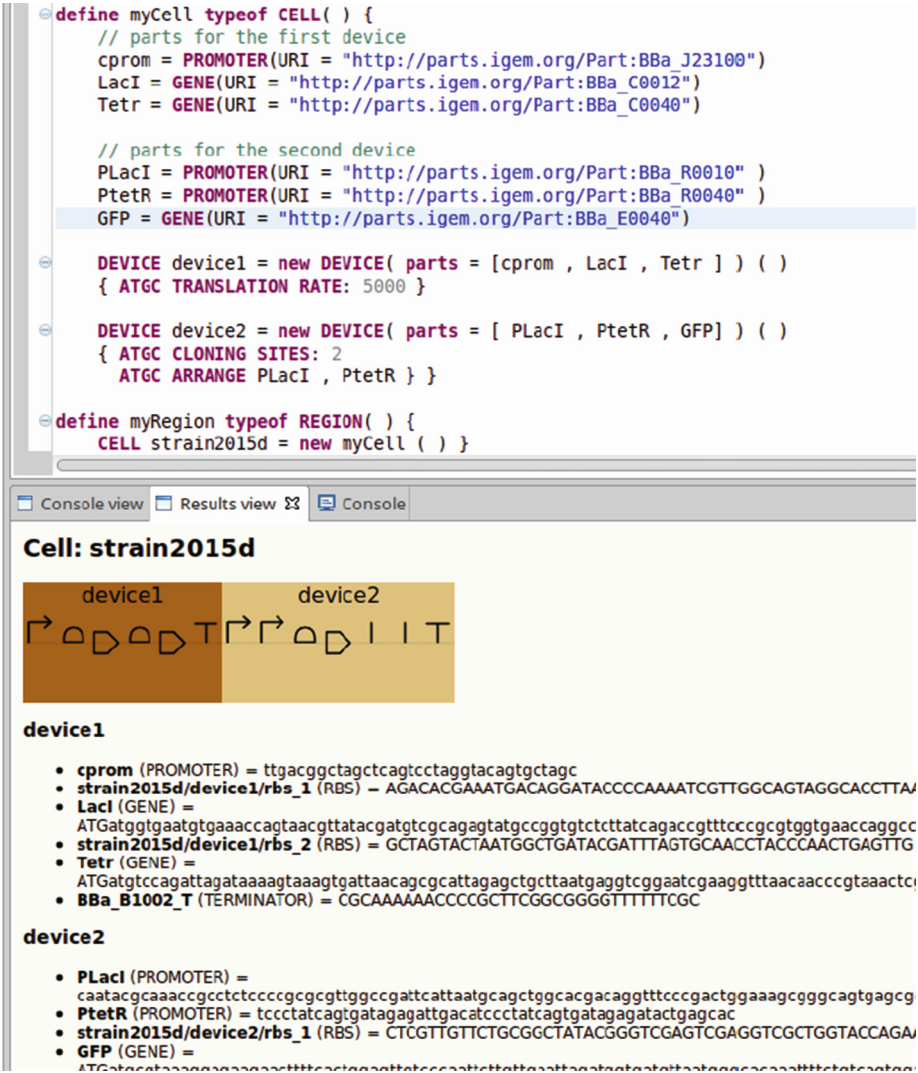 define myCell typeof CELL( ) {
// parts for the first device
cprom = PROMOTER(URI = "http://parts.igem.org/Part:BBa_J23100")
LacI = GENE(URI = "http://parts.igem.org/Part:BBa_C0012")
Tetr = GENE(URI = "http://parts.igem.org/Part:BBa_C0040")
// parts for the second device
PLacI = PROMOTER(URI = "http://parts.igem.org/Part:BBa_R0010" )
PtetR = PROMOTER(URI = "http://parts.igem.org/Part:BBa_R0040" )
GFP = GENE(URI = "http://parts.igem.org/Part:BBa_E0040")
DEVICE device1 = new DEVICE( parts = [cprom , LacI , Tetr ] ) ( )
{ ATGC TRANSLATION RATE: 5000 }
DEVICE device2 = new DEVICE( parts = [ PLacI , PtetR , GFP] ) ( )
{ ATGC CLONING SITES: 2
ATGC ARRANGE PLacI , PtetR } }
define myRegion typeof REGION( ) {
CELL strain2015d = new myCell ( ) }
Console view Results view Console
Cell: strain2015d
device1 device2
device1
• cprom (PROMOTER) = ttgacggctagctcagtcctaggtacagtgctagc
• strain2015d/device1/rbs_1 (RBS) = AGACACGAAATGACAGGATACCCCAAAATCGTTGGCAGTAGGCACCTTAA
• LacI (GENE) =
ATGatggtgaatgtgaaaccagtaacgttatacgatgtcgcagagtatgccggtgtctcttatcagaccgtttcccgcgtggtgaaccaggcc
• strain2015d/device1/rbs_2 (RBS) = GCTAGTACTAATGGCTGATACGATTTAGTGCAACCTACCCAACTGAGTTG
• Tetr (GENE) =
ATGatgtccagattagataaaagtaaagtgattaacagcgcattagagctgcttaatgaggtcggaatcgaaggtttaacaacccgtaaactcg
• BBa_B1002_T (TERMINATOR) = CGCAAAAAACCCCGCTTCGGCGGGGTTTTTTCGC
device2
• PLacI (PROMOTER) =
caatacgcaaaccgcctctccccgcgcgttggccgattcattaatgcagctggcacgacaggtttcccgactggaaagcgggcagtgagcg
• PtetR (PROMOTER) = tccctatcagtgatagagattgacatccctatcagtgatagagatactgagcac
• strain2015d/device2/rbs_1 (RBS) = CTCGTTGTTCTGCGGCTATACGGGTCGAGTCGAGGTCGCTGGTACCAGAA
• GFP (GENE) =